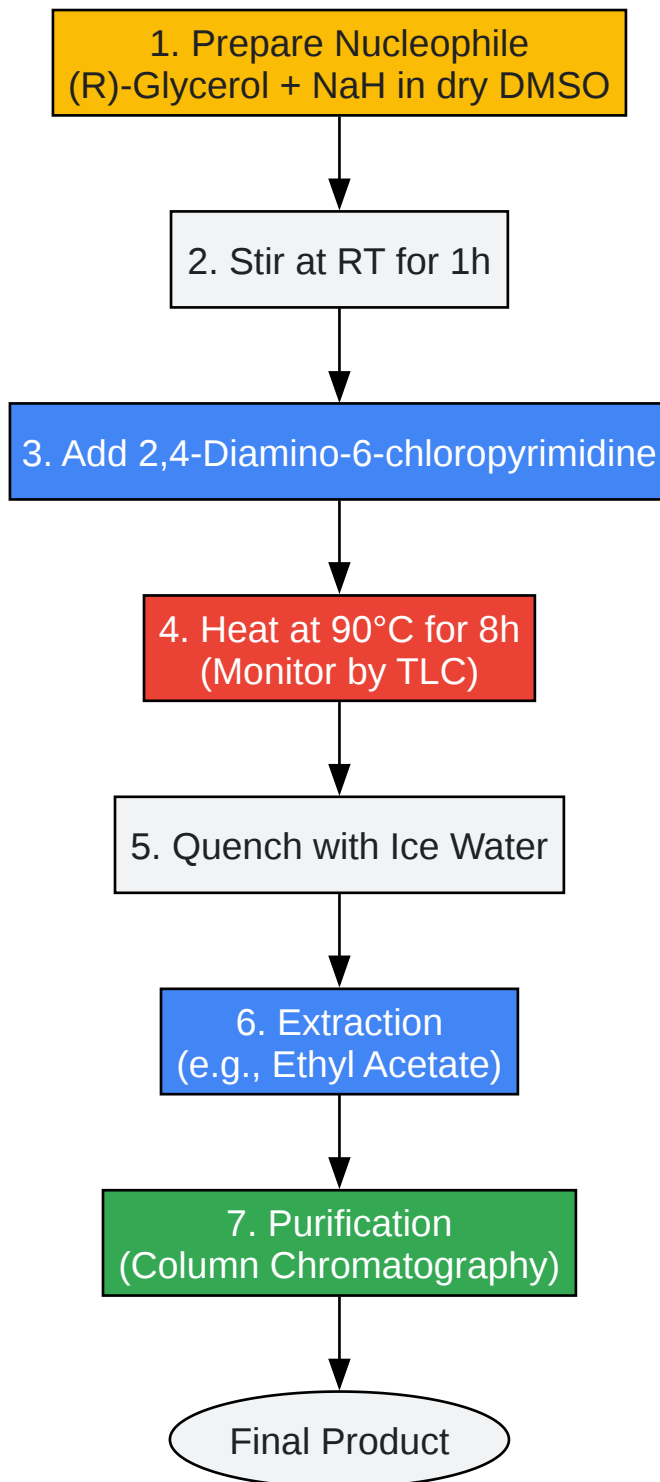 1. Prepare Nucleophile
(R)-Glycerol + NaH in dry DMSO
2. Stir at RT for 1h
3. Add 2,4-Diamino-6-chloropyrimidine
4. Heat at 90°C for 8h
(Monitor by TLC)
5. Quench with Ice Water
6. Extraction
(e.g., Ethyl Acetate)
7. Purification
(Column Chromatography)
Final Product